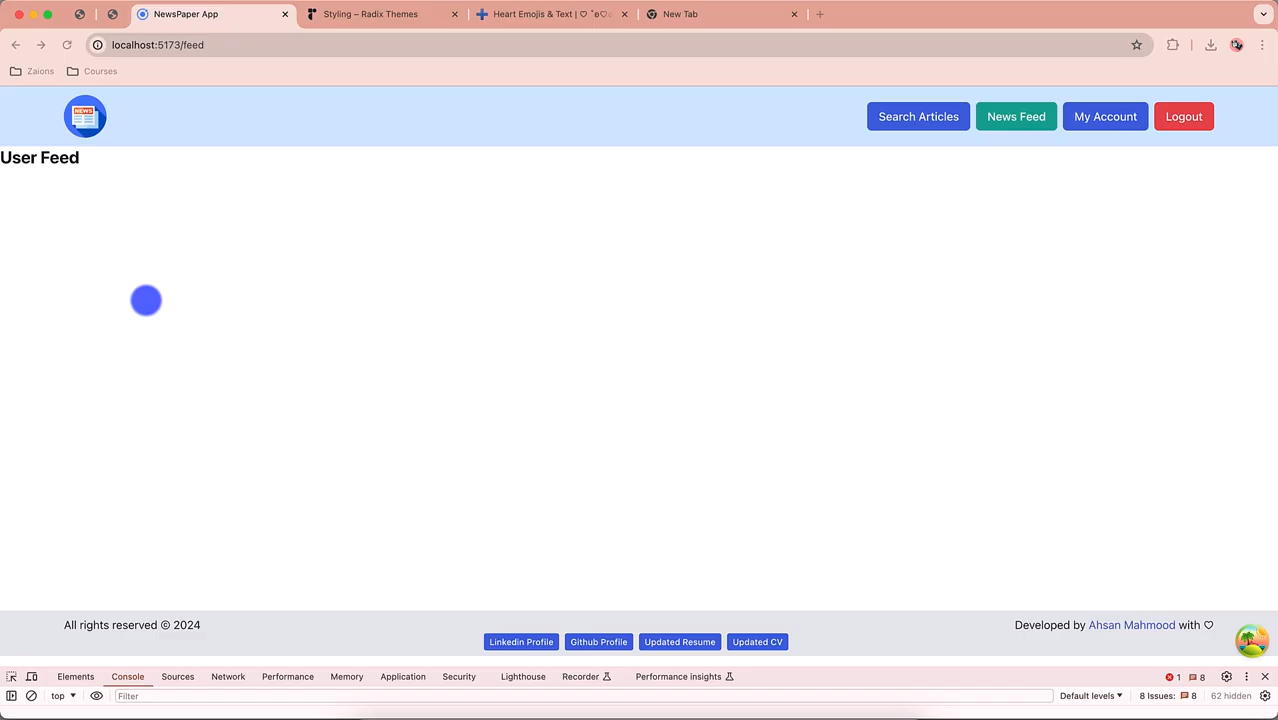 NewsPaper App
Styling – Radix Themes
Heart Emojis & Text | ♡
New Tab
localhost:5173/feed
Zaions
Courses
NEWS
Search Articles
News Feed
My Account
Logout
User Feed
All rights reserved © 2024
Developed by Ahsan Mahmood with ♡
Linkedin Profile
Github Profile
Updated Resume
Updated CV
Elements
Console
Sources
Network
Performance
Memory
Application
Security
Lighthouse
Recorder
Performance insights
1
8
top
Filter
Default levels
8 Issues:
8
62 hidden